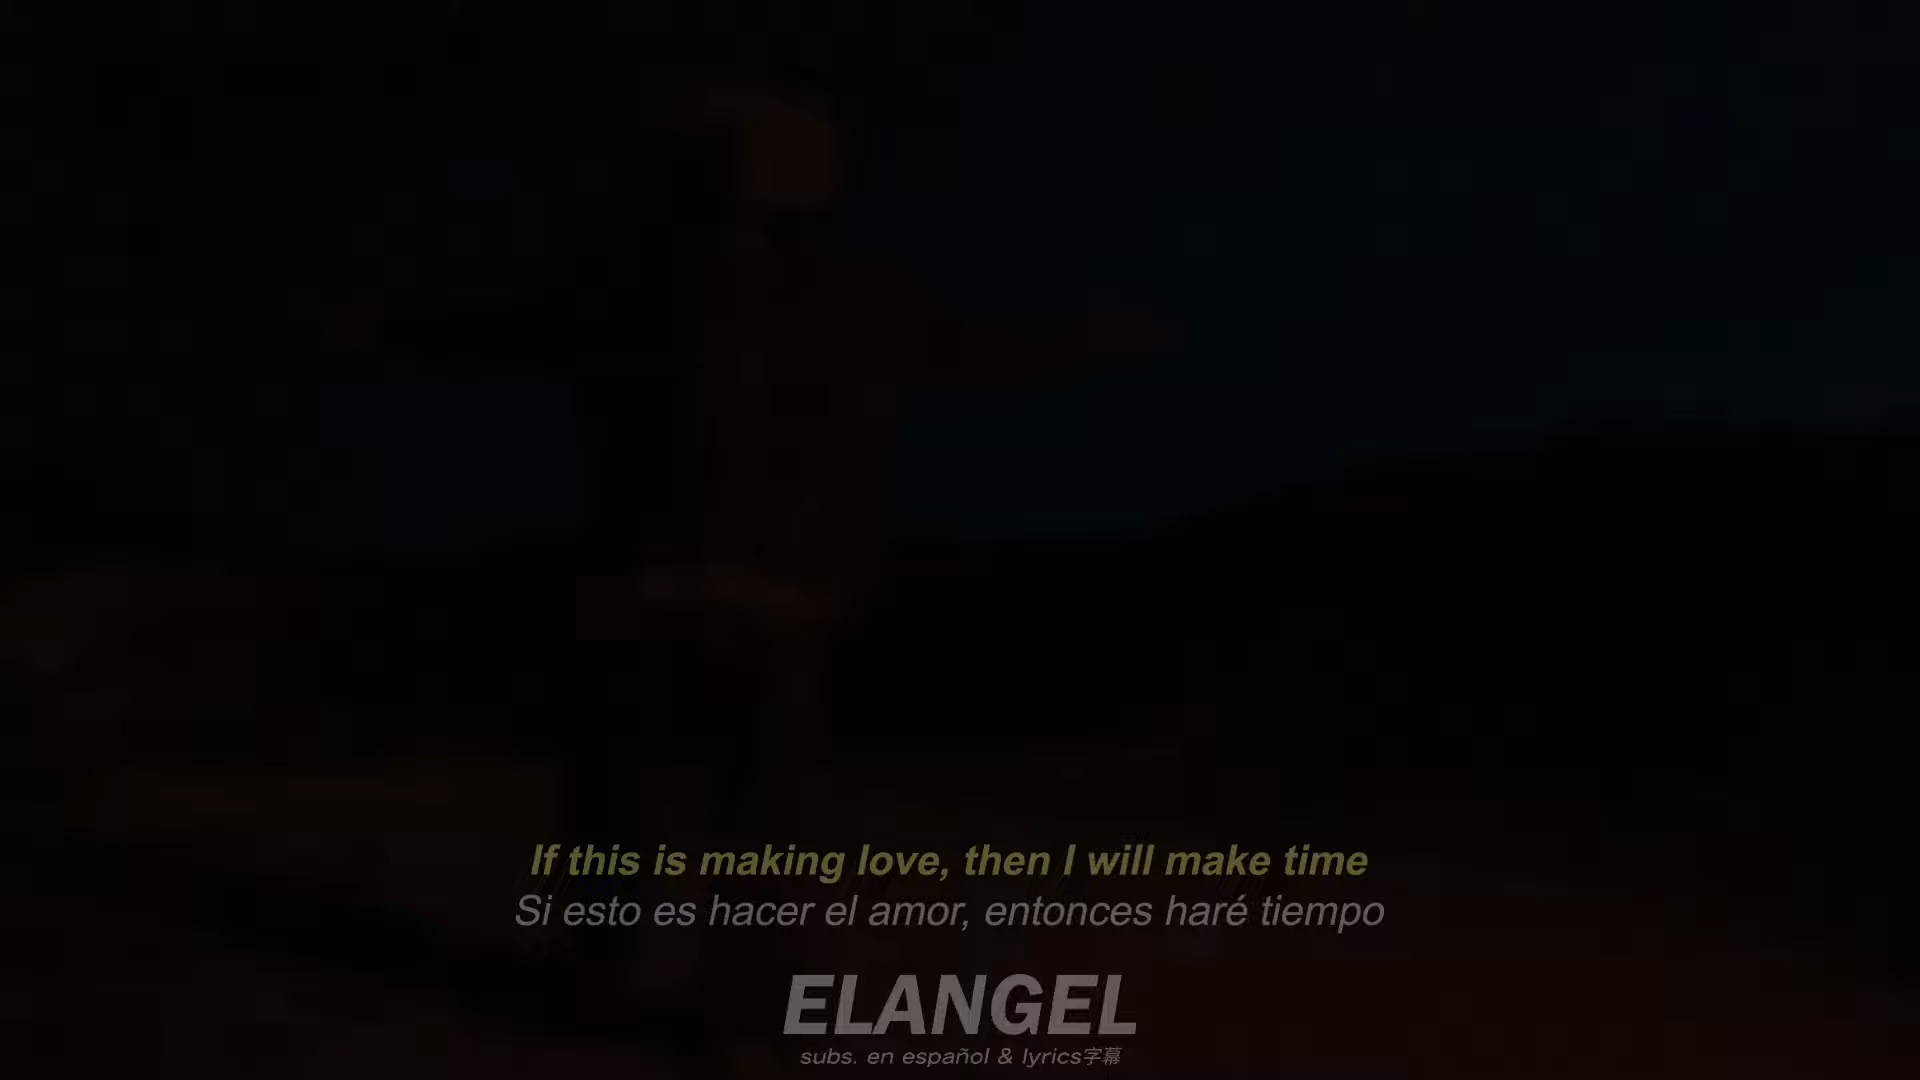 If this is making love, then I will make time
Si esto es hacer el amor, entonces haré tiempo
ELANGEL
subs. en español & lyrics字幕